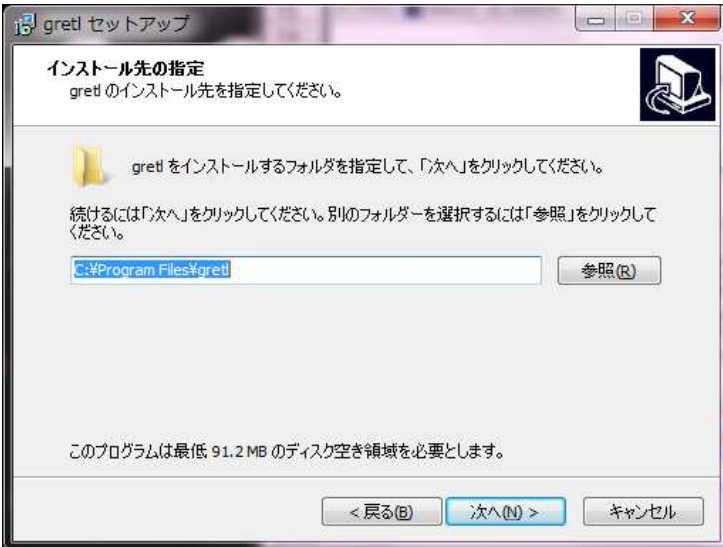 gretl セットアップ
インストール先の指定
gretl のインストール先を指定してください。
gretl をインストールするフォルダを指定して、「次へ」をクリックしてください。
続けるには「次へ」をクリックしてください。別のフォルダーを選択するには「参照」をクリックして
ください。
C:¥Program Files¥gretl
参照(R)
このプログラムは最低 91.2 MB のディスク空き領域を必要とします。
< 戻る(B)
次へ(N) >
キャンセル